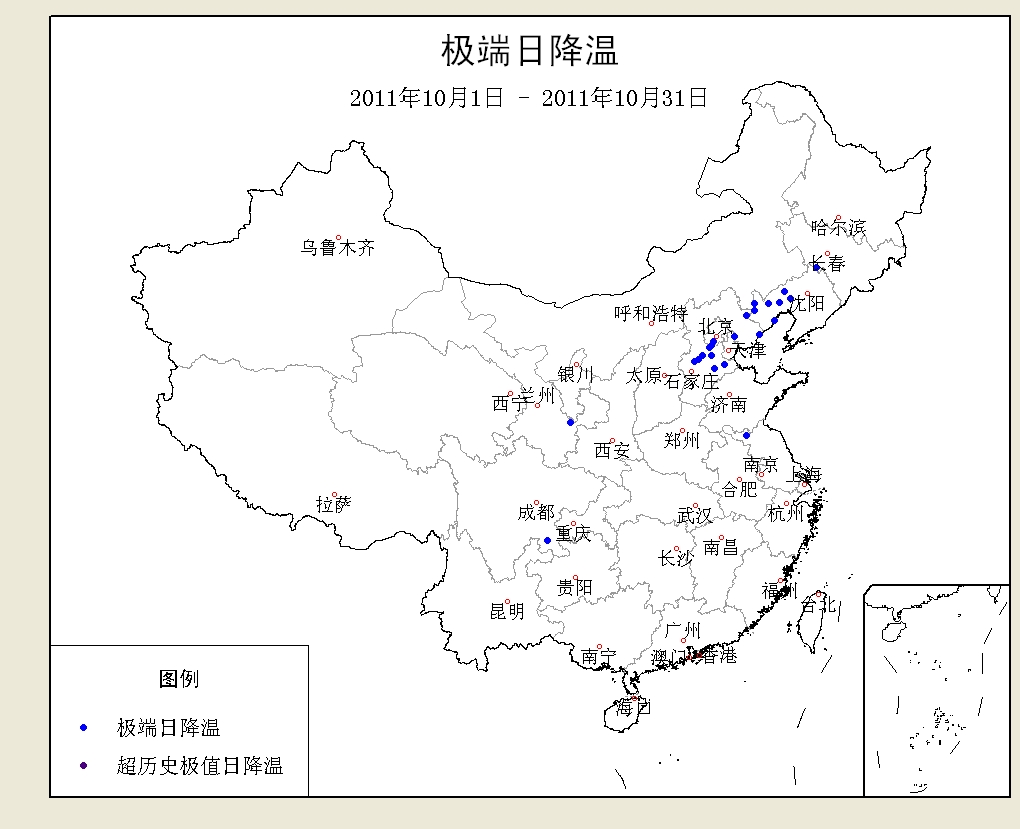 极端日降温
2011年10月1日 - 2011年10月31日
哈尔滨
乌鲁木齐
长春
沈阳
呼和浩特
北京
天津
银川
太原
石家庄
西宁
兰州
济南
郑州
西安
南京
上海
合肥
拉萨
成都
武汉
杭州
重庆
南昌
长沙
贵阳
福州
台北
昆明
广州
南宁
澳门
香港
海口
图例
极端日降温
超历史极值日降温